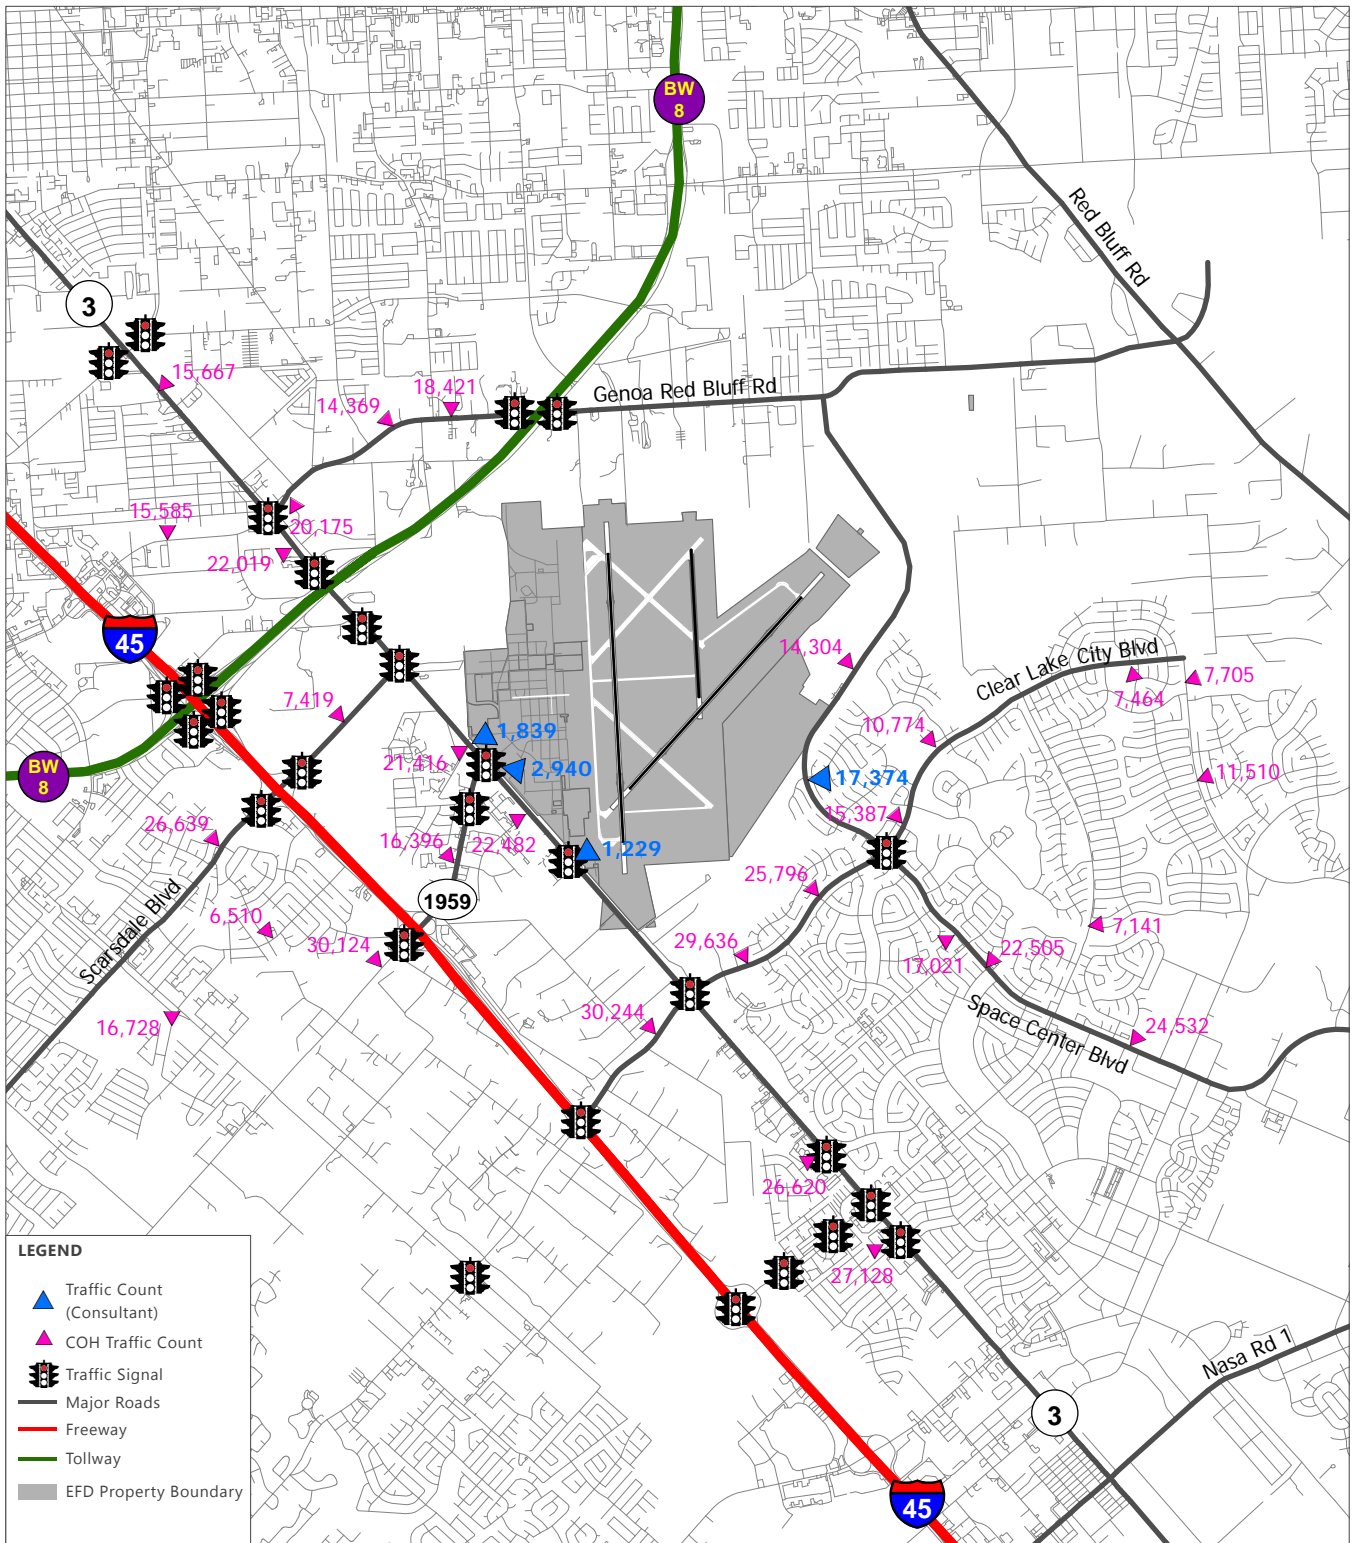 BW
8
Red Bluff Rd
3
15,667
18,421
14,369
Genoa Red Bluff Rd
15,585
20,175
22,019
45
14,304
Clear Lake City Blvd
7,705
7,464
7,419
10,774
1,839
21,416
2,940
17,374
11,510
BW
8
15,387
26,639
16,396
22,482
1,229
25,796
1959
Scarsdale Blvd
6,510
30,124
29,636
7,141
22,505
17,021
16,728
30,244
Space Center Blvd
24,532
26,620
27,128
LEGEND
Traffic Count
(Consultant)
COH Traffic Count
Traffic Signal
Major Roads
Freeway
Tollway
EFD Property Boundary
Nasa Rd 1
3
45